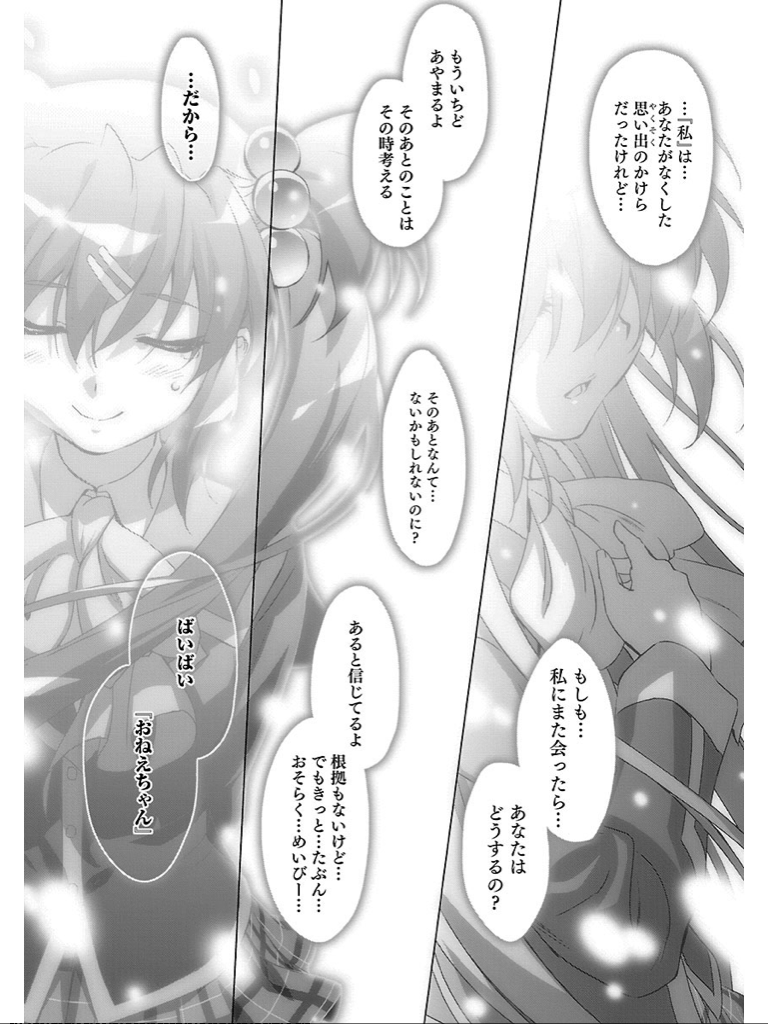 …『私』は…
あなたがなくした
思い出のかけら
やくそく
だったけれど…
もしも…
私にまた会ったら…
あなたは
どうするの?
もういちど
あやまるよ
そのあとのことは
その時考える
そのあとなんて…
ないかもしれないのに?
あると信じてるよ
根拠もないけど…
でもきっと…たぶん…
おそらく…めいびー…
…だから…
ばいばい
『おねえちゃん』